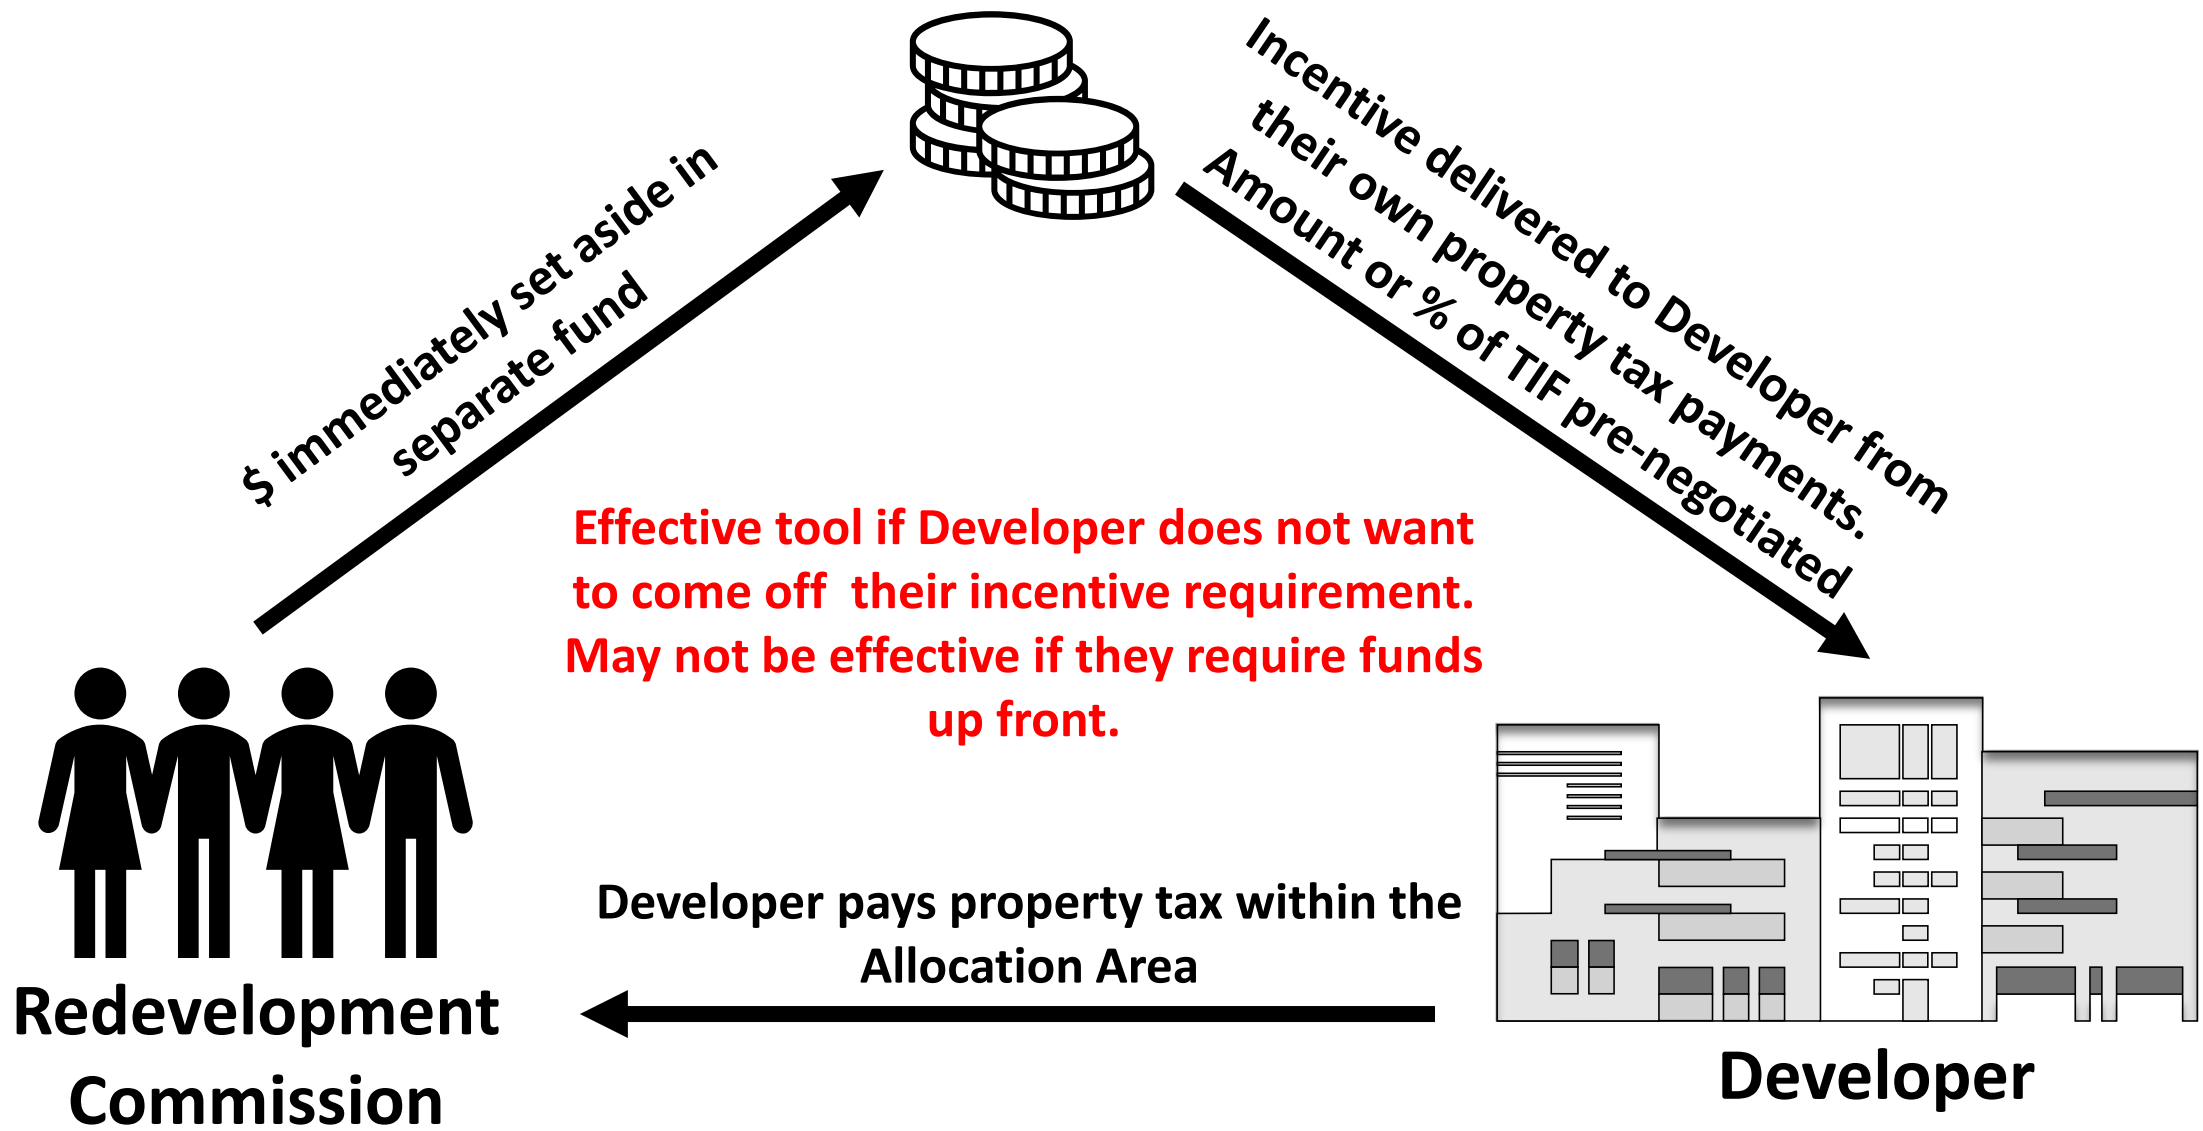 $ immediately set aside in
separate fund
Incentive delivered to Developer from
their own property tax payments.
Amount or % of TIF pre-negotiated
Effective tool if Developer does not want
to come off  their incentive requirement.
May not be effective if they require funds
up front.
Developer pays property tax within the
Allocation Area
Redevelopment
Commission
Developer